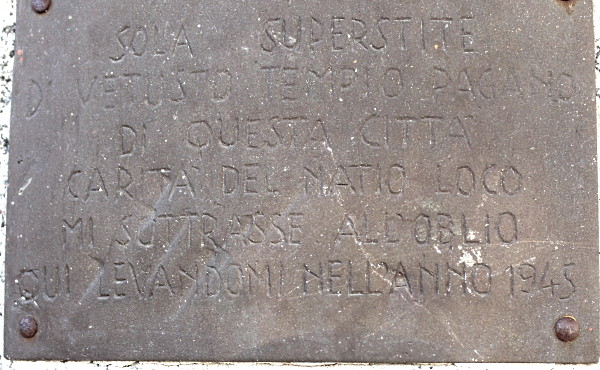 SOLA SUPERSTITE
DI VETUSTO TEMPIO PAGANO
DI QUESTA CITTA'
CARITA' DEL NATIO LOCO
MI SOTTRASSE ALL'OBLIO
QUI LEVANDOMI NELL'ANNO 1945